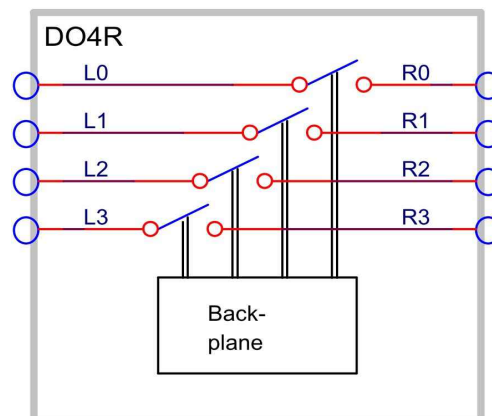 DO4R
L0 R0
L1 R1
L2 R2
L3 R3
Back-
plane